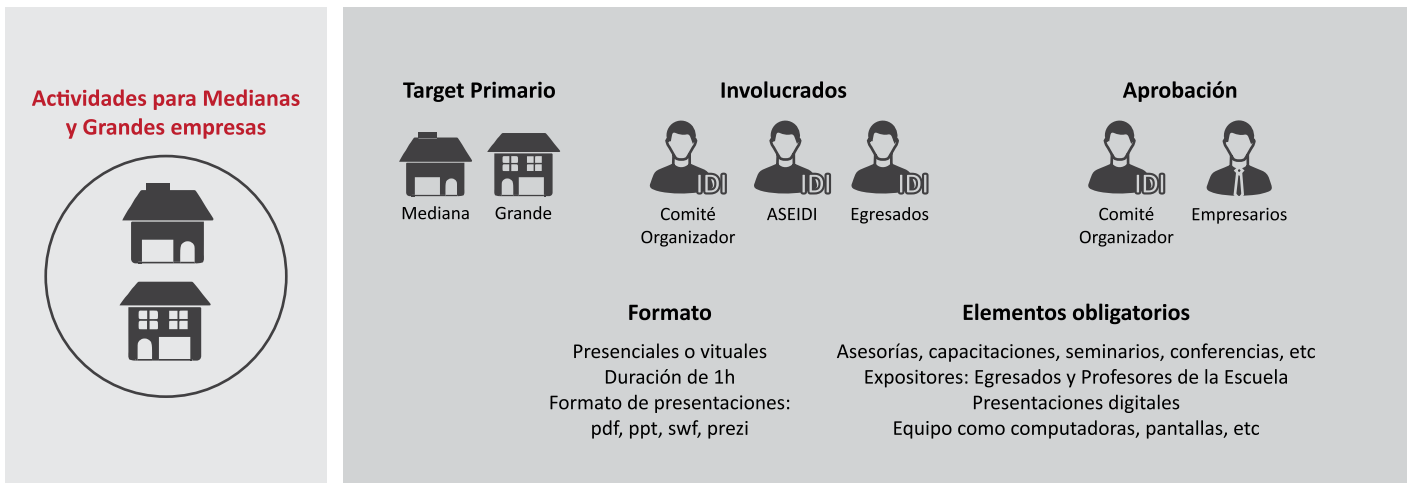 Actividades para Medianas
y Grandes empresas
Target Primario
Mediana
Grande
Involucrados
IDI
IDI
IDI
Comité
Organizador
ASEIDI
Egresados
Aprobación
IDI
Comité
Organizador
Empresarios
Formato
Presenciales o vituales
Duración de 1h
Formato de presentaciones:
pdf, ppt, swf, prezi
Elementos obligatorios
Asesorías, capacitaciones, seminarios, conferencias, etc
Expositores: Egresados y Profesores de la Escuela
Presentaciones digitales
Equipo como computadoras, pantallas, etc